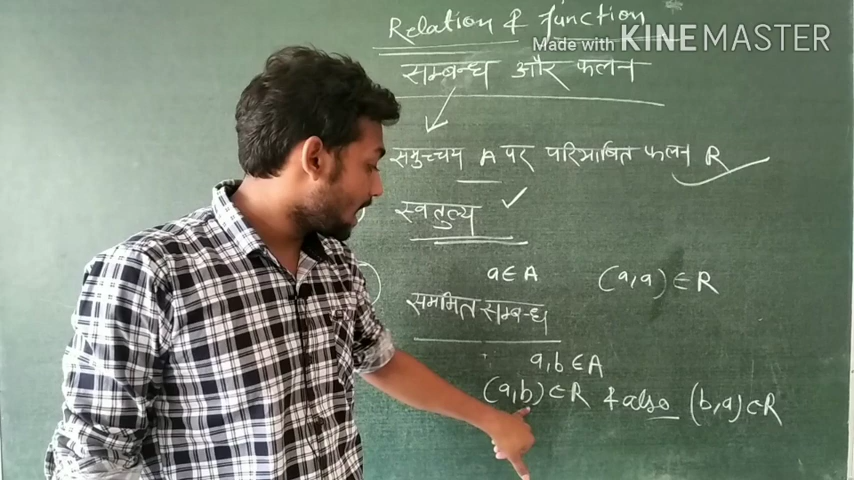 Relation & function
Made with KINEMASTER
सम्बन्ध और फलन
समुच्चय A पर परिभाषित फलन R
स्वतुल्य
a∈A (a,a)∈R
सममित सम्बन्ध
a,b∈A
(a,b)∈R & also (b,a)∈R